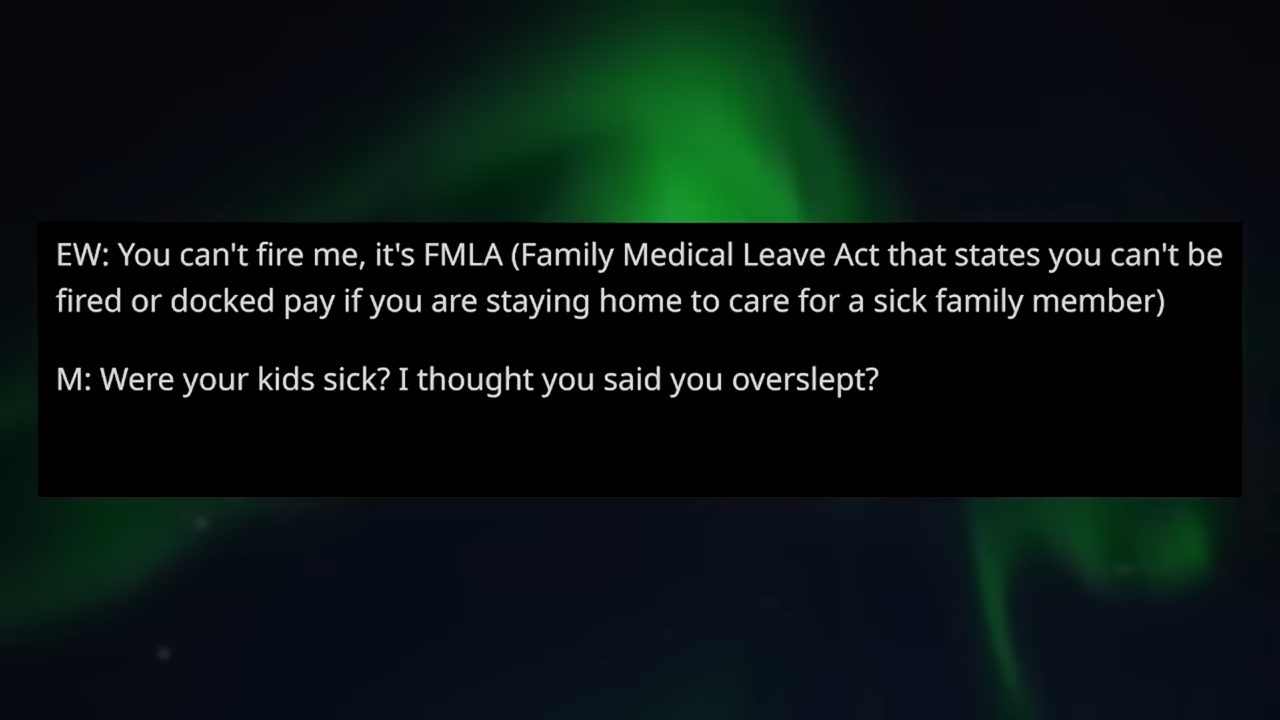 EW: You can't fire me, it's FMLA (Family Medical Leave Act that states you can't be
fired or docked pay if you are staying home to care for a sick family member)
M: Were your kids sick? I thought you said you overslept?